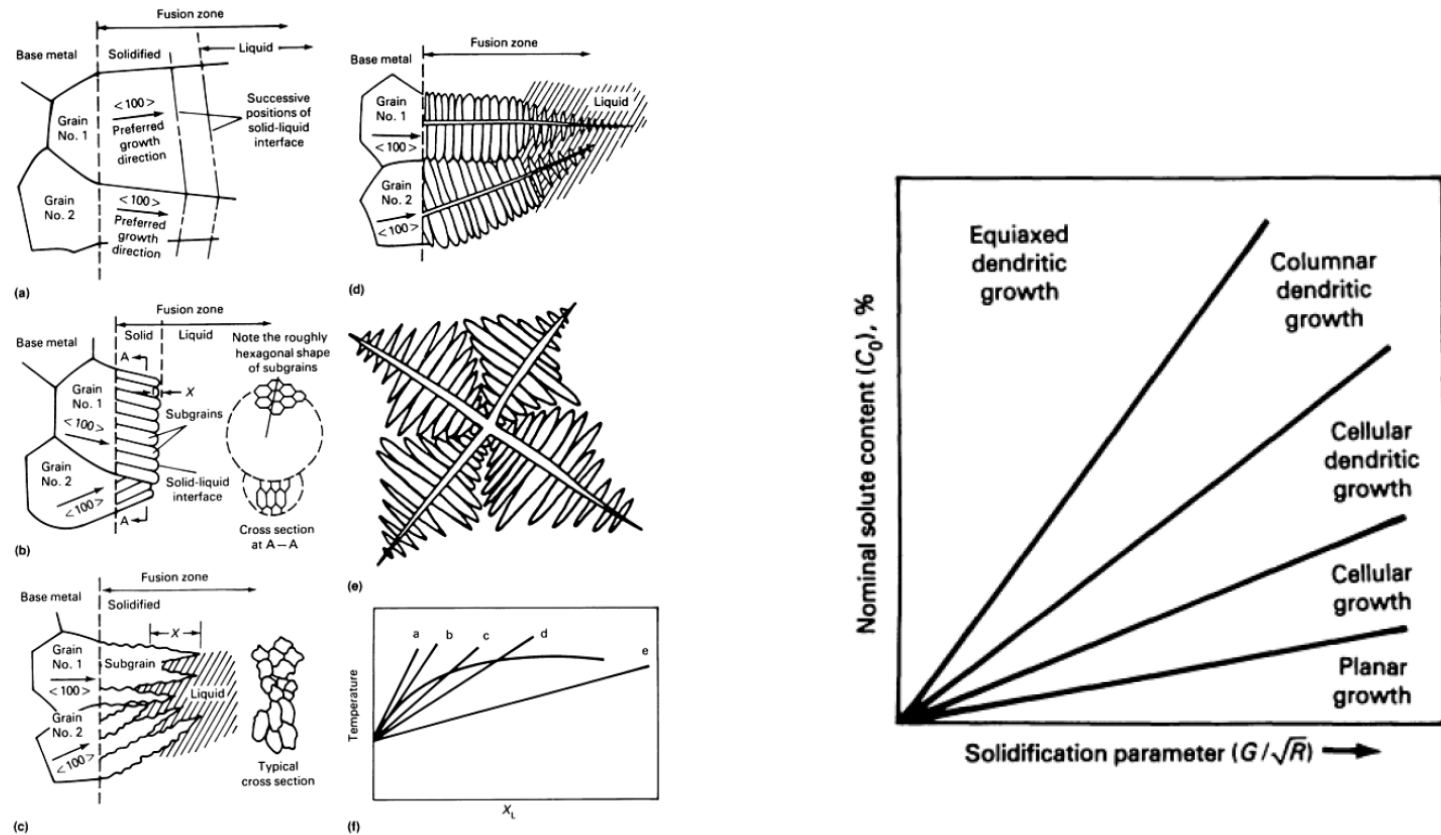 Fusion zone
Base metal
Solidified
Liquid
Grain
No. 1
<100>
Preferred
growth
direction
Successive
positions of
solid-liquid
interface
Grain
No. 2
<100>
Preferred
growth
direction
(a)
Fusion zone
Base metal
Solid
Liquid
A
X
Note the roughly
hexagonal shape
of subgrains
Grain
No. 1
<100>
Subgrains
Grain
No. 2
<100>
Solid-liquid
interface
A
Cross section
at A—A
(b)
Fusion zone
Base metal
Solidified
X
Grain
No. 1
Subgrain
<100>
Liquid
Grain
No. 2
<100>
Typical
cross section
(c)
Fusion zone
Base metal
Grain
No. 1
<100>
Liquid
Grain
No. 2
<100>
(d)
(e)
a
b
c
d
e
Temperature
XL
(f)
Equiaxed
dendritic
growth
Columnar
dendritic
growth
Cellular
dendritic
growth
Cellular
growth
Planar
growth
Nominal solute content (C0), %
Solidification parameter (G/√R)